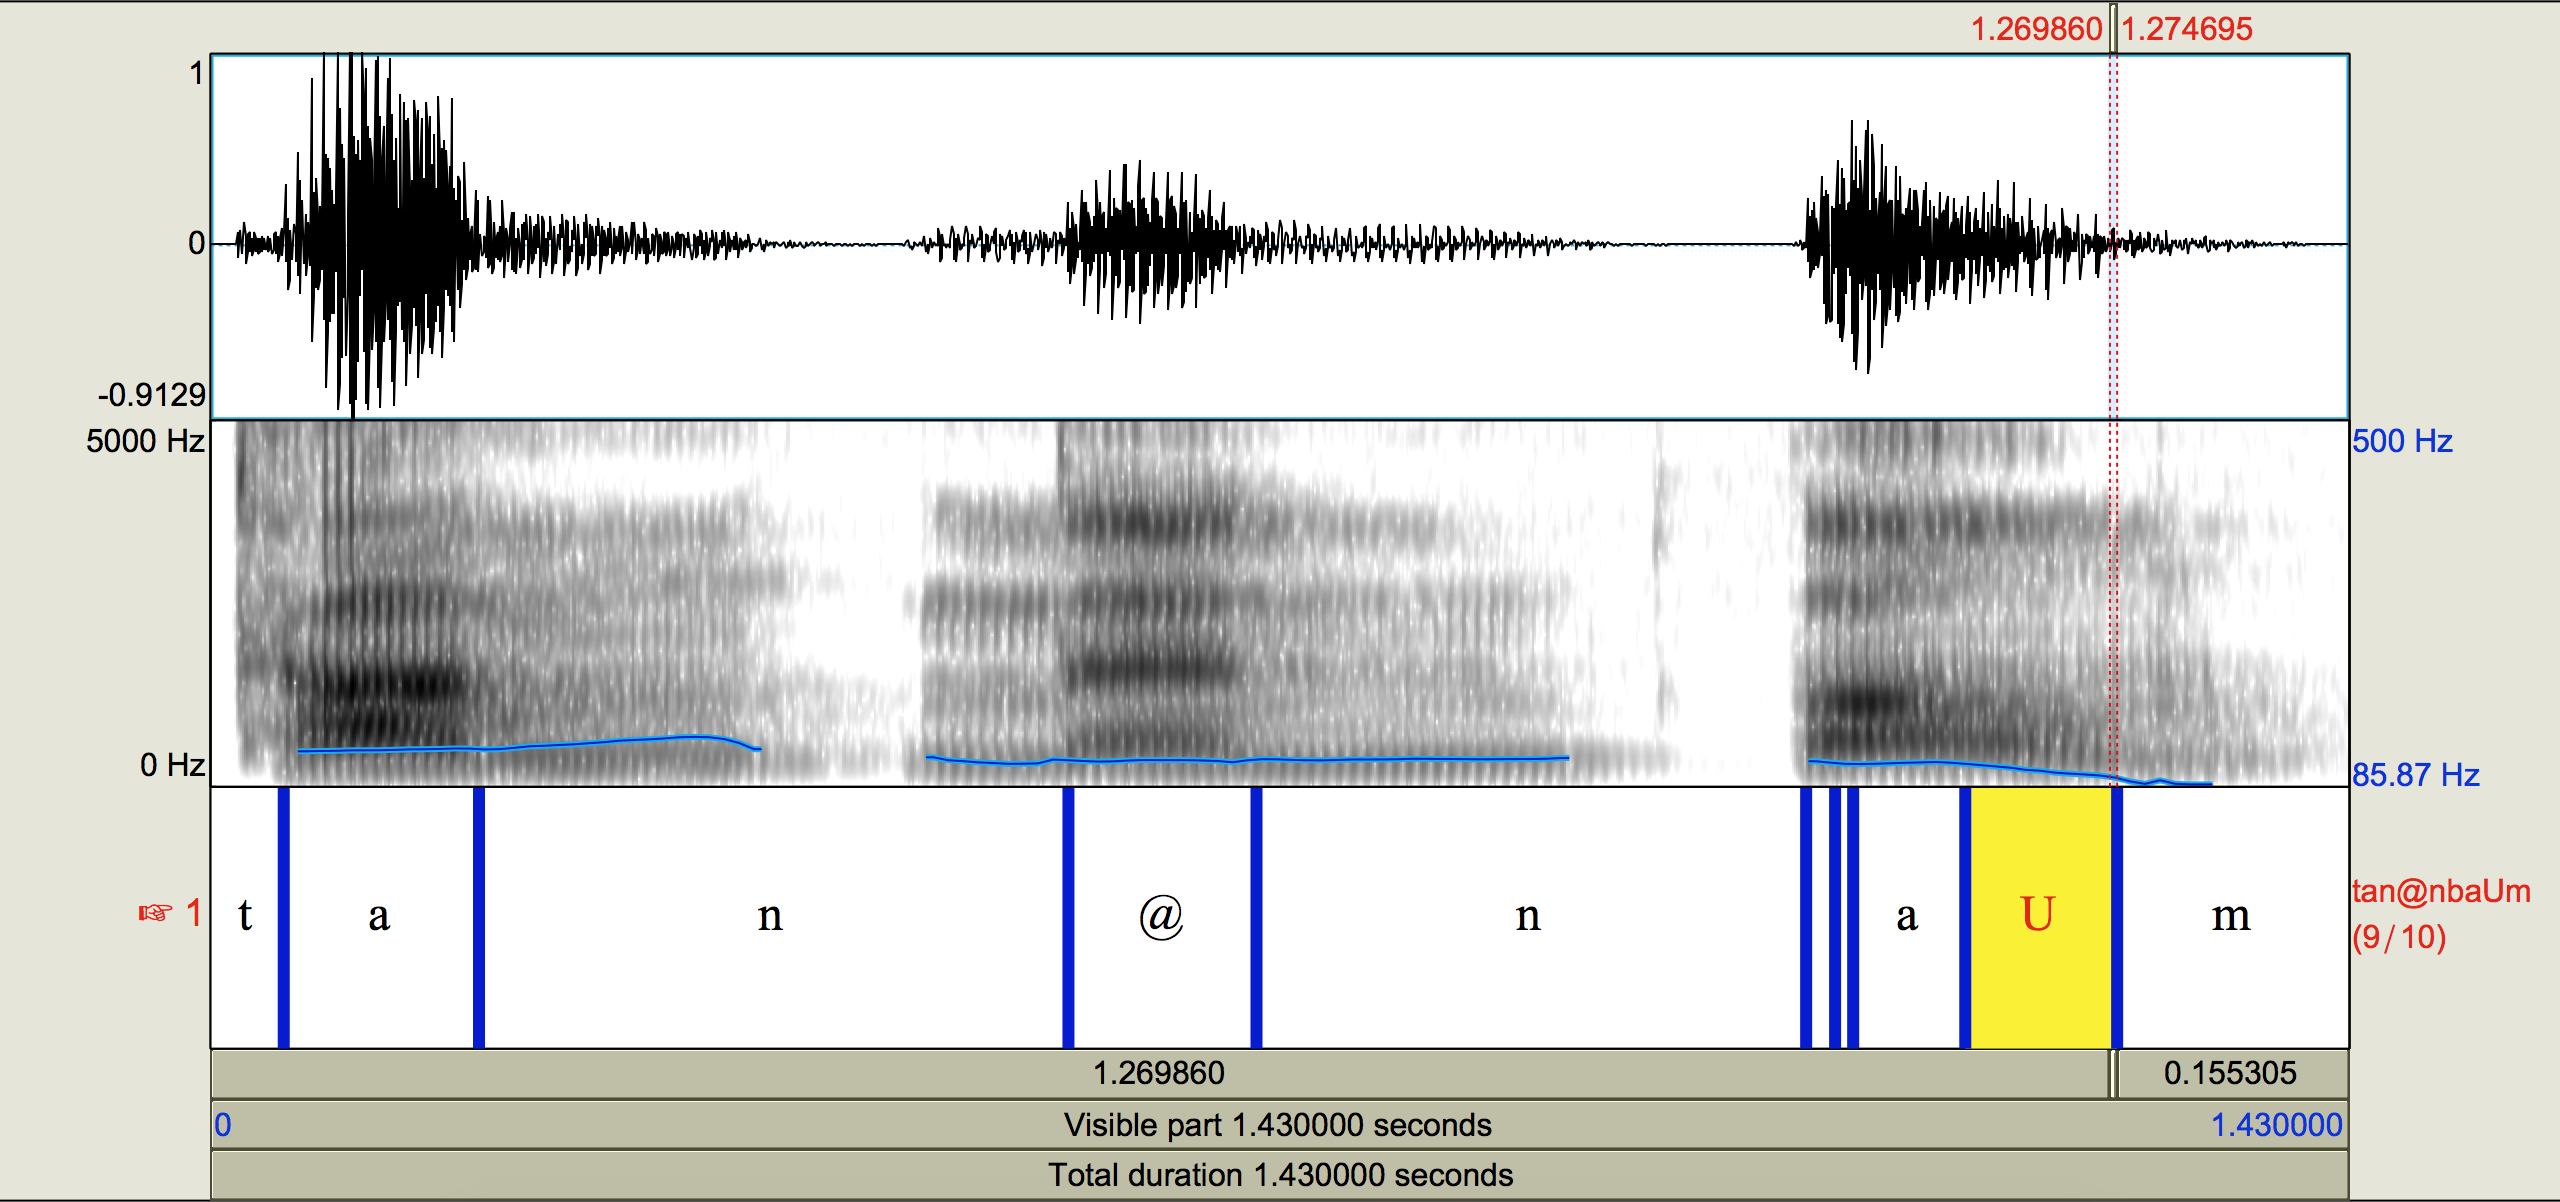 1.269860 1.274695
1
0
-0.9129
5000 Hz 500 Hz
0 Hz 85.87 Hz
☞ 1 t a n @ n a U m tan@nbaUm
(9/10)
1.269860 0.155305
0 Visible part 1.430000 seconds 1.430000
Total duration 1.430000 seconds